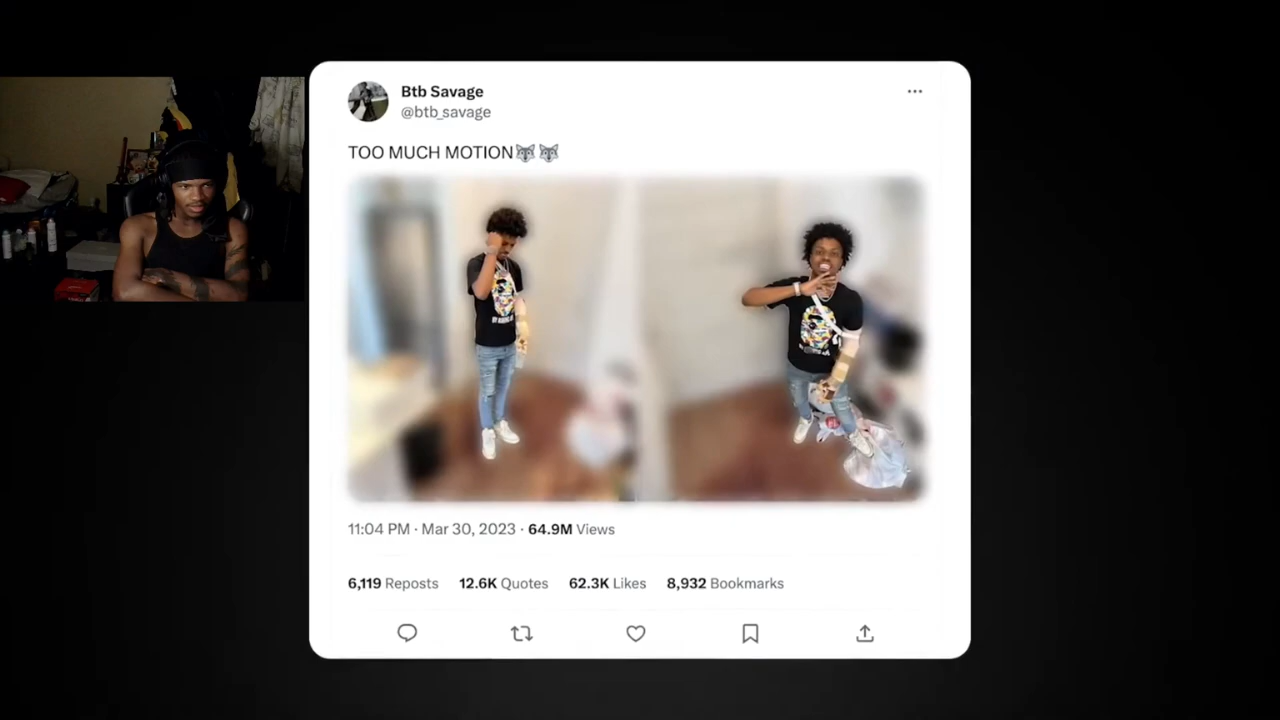 Btb Savage
@btb_savage
TOO MUCH MOTION🐺🐺
11:04 PM · Mar 30, 2023 · 64.9M Views
6,119 Reposts 12.6K Quotes 62.3K Likes 8,932 Bookmarks